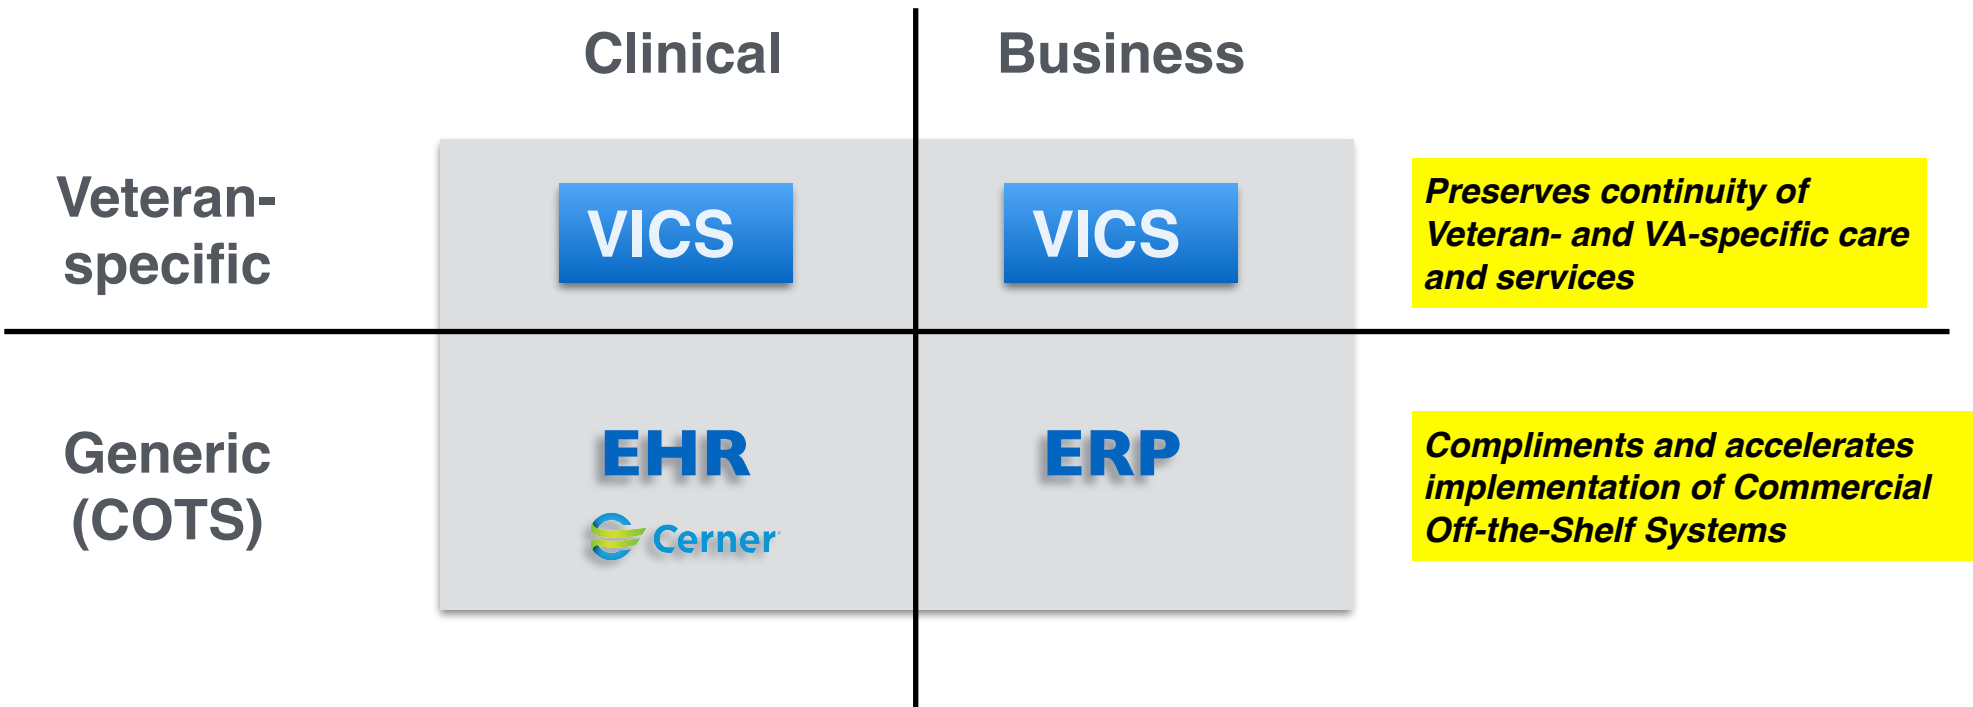 Clinical
Business
Veteran-
specific
VICS
VICS
Preserves continuity of
Veteran- and VA-specific care
and services
Generic
(COTS)
EHR
Cerner
ERP
Compliments and accelerates
implementation of Commercial
Off-the-Shelf Systems